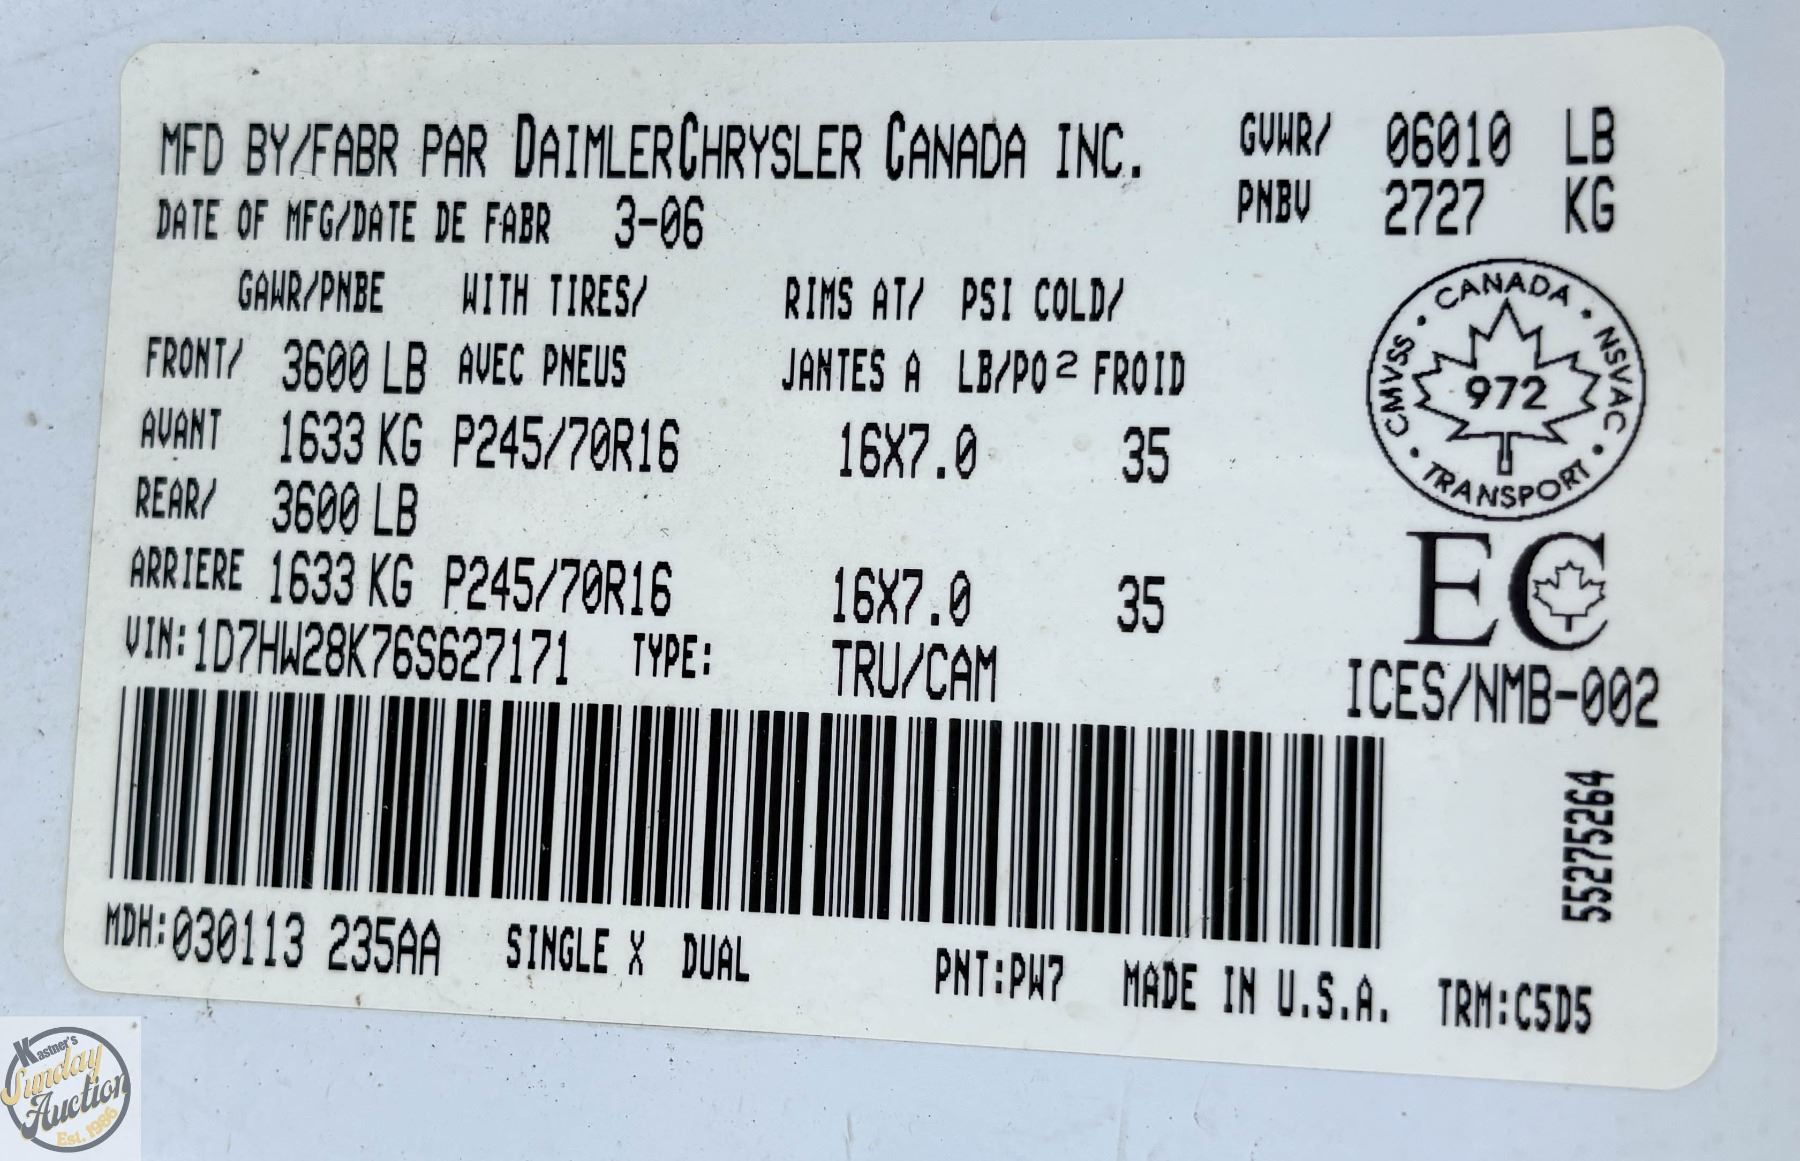 MFD BY/FABR PAR DAIMLERCHRYSLER CANADA INC.
GVWR/ 06010 LB
PNBV 2727 KG
DATE OF MFG/DATE DE FABR 3-06
GAWR/PNBE WITH TIRES/ RIMS AT/ PSI COLD/
FRONT/ 3600 LB AVEC PNEUS JANTES A LB/PO² FROID
AVANT 1633 KG P245/70R16 16X7.0 35
REAR/ 3600 LB
ARRIERE 1633 KG P245/70R16 16X7.0 35
VIN: 1D7HW28K76S627171 TYPE: TRU/CAM
CANADA • NSVAC • TRANSPORT • CMVSS •
972
EC
ICES/NMB-002
55275264
MDH: 030113 235AA SINGLE X DUAL PNT:PW7 MADE IN U.S.A. TRM:C5D5
Kastner's
Sunday
Auction
Est. 1986